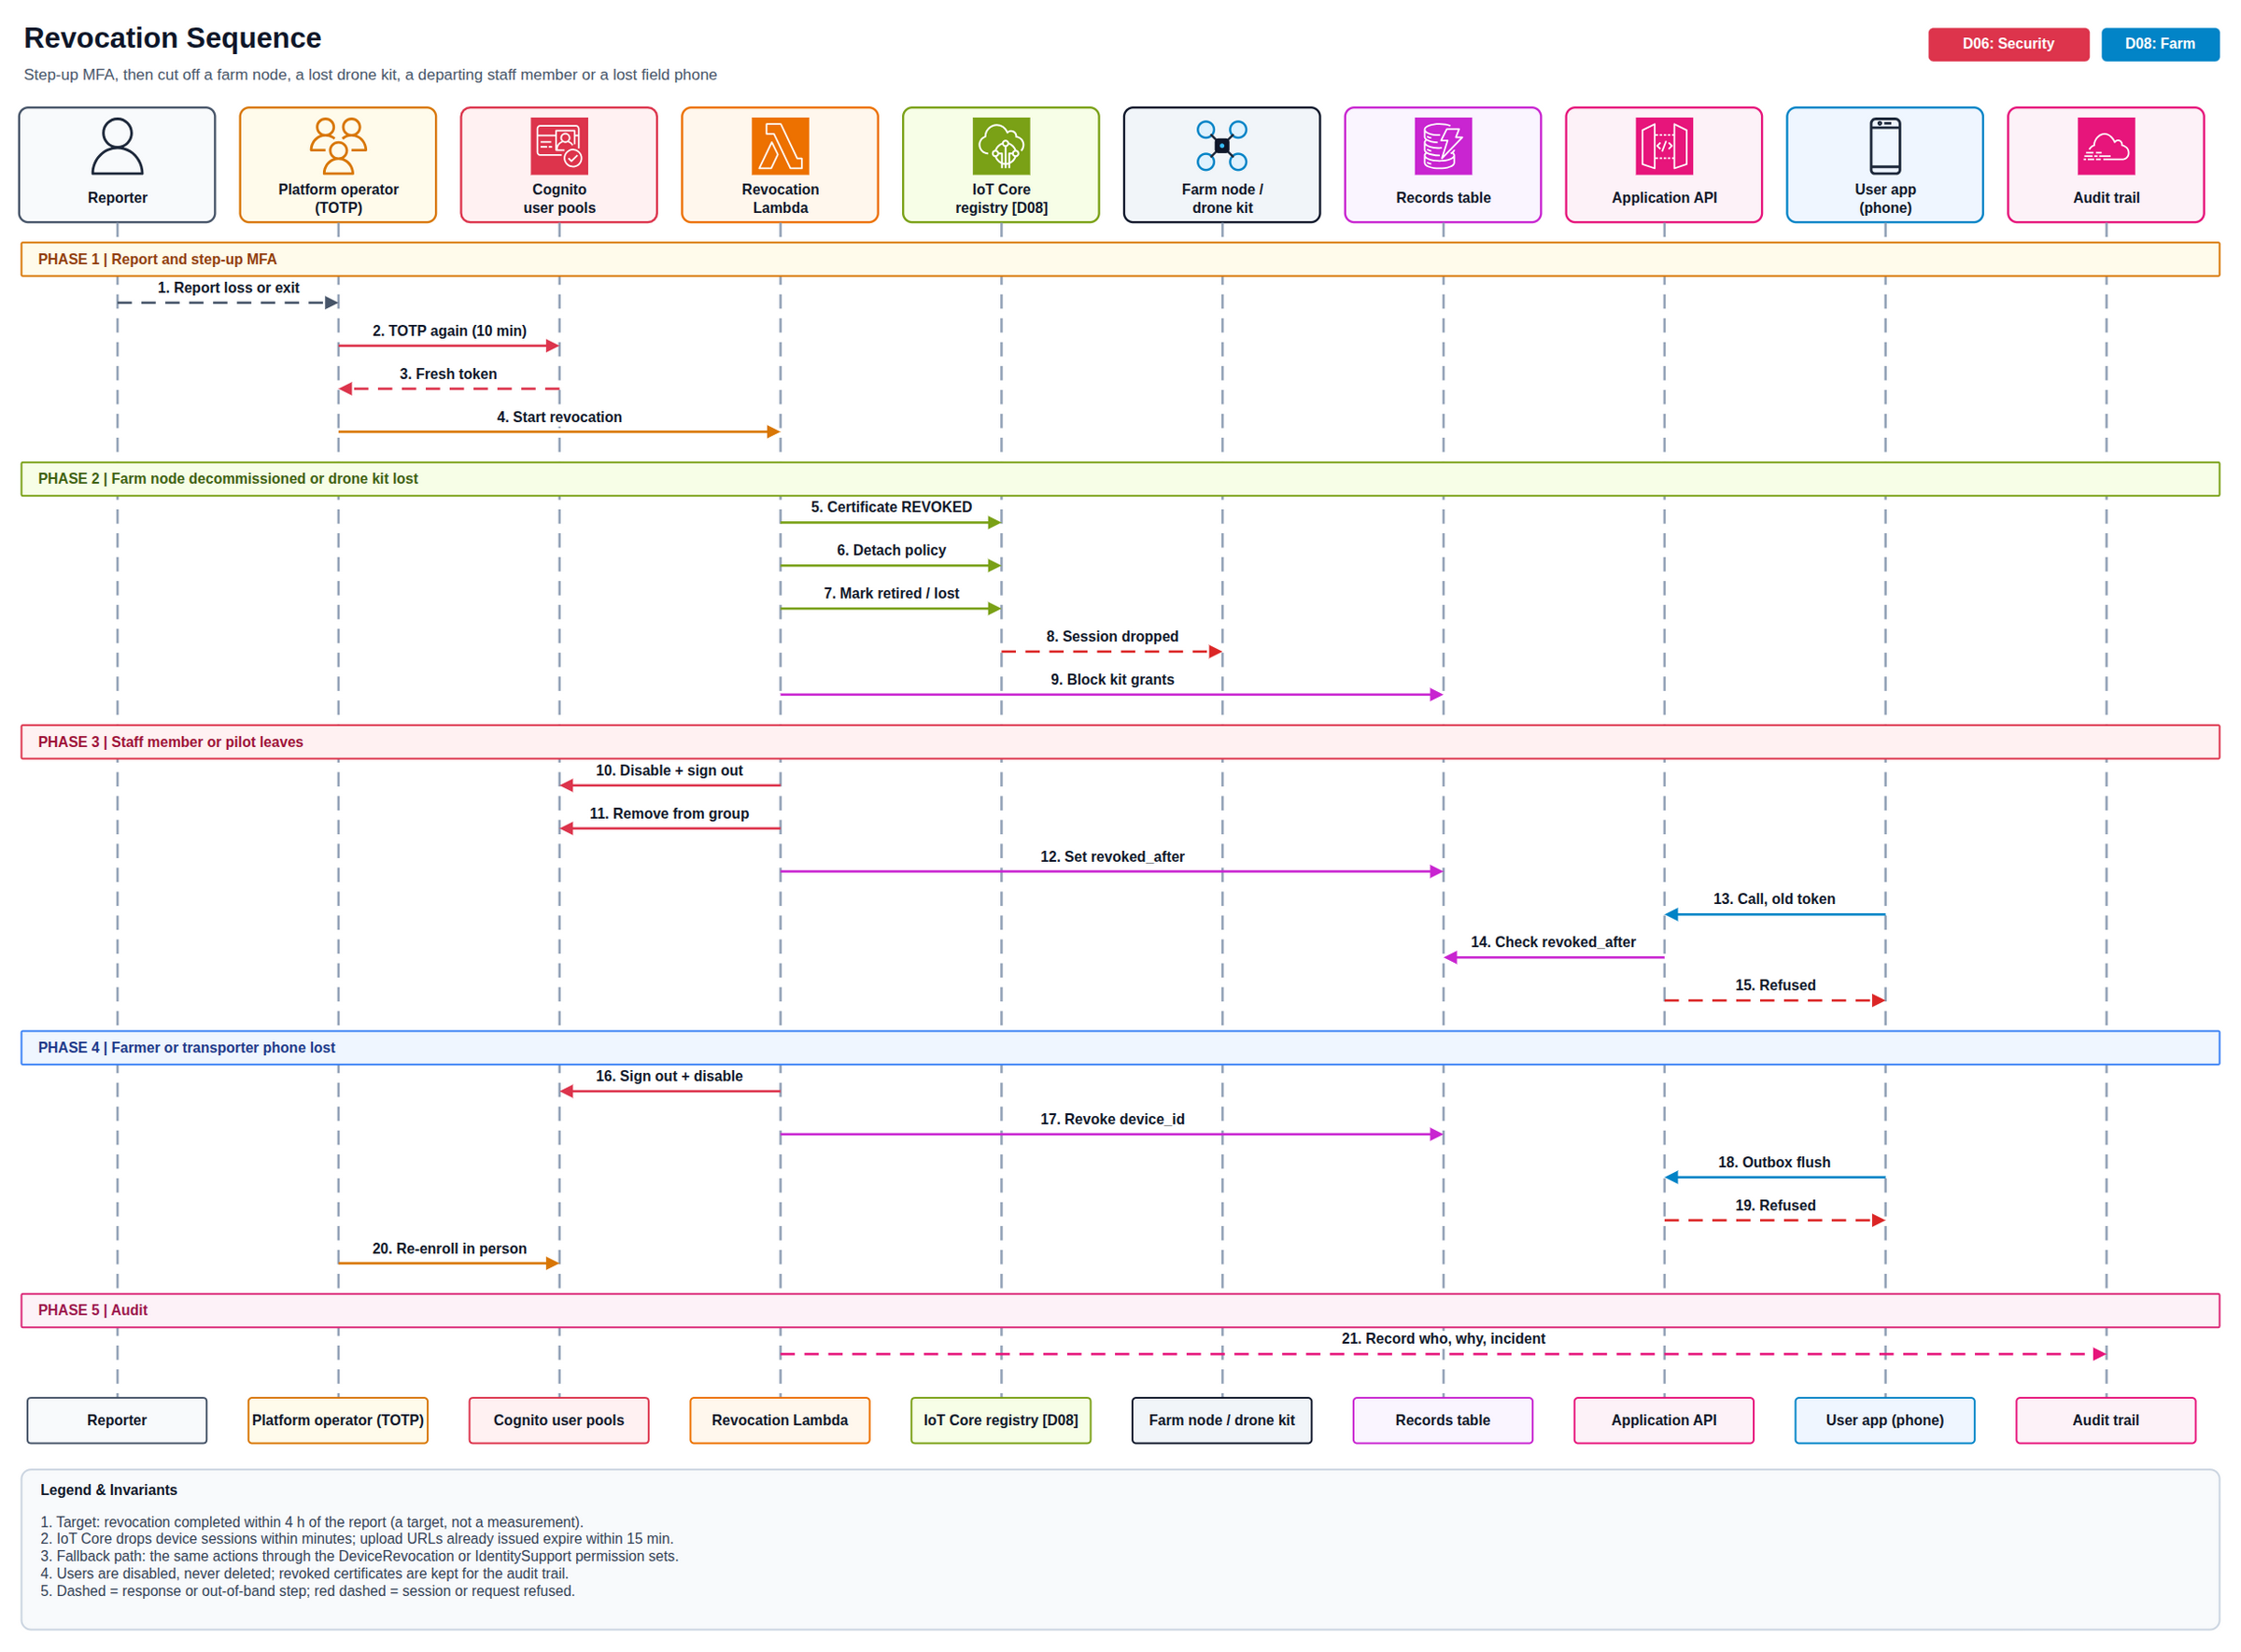 Revocation Sequence
D06: Security
D08: Farm
Step-up MFA, then cut off a farm node, a lost drone kit, a departing staff member or a lost field phone
Reporter
Platform operator
(TOTP)
Cognito
user pools
Revocation
Lambda
IoT Core
registry [D08]
Farm node /
drone kit
Records table
Application API
User app
(phone)
Audit trail
PHASE 1 | Report and step-up MFA
1. Report loss or exit
2. TOTP again (10 min)
3. Fresh token
4. Start revocation
PHASE 2 | Farm node decommissioned or drone kit lost
5. Certificate REVOKED
6. Detach policy
7. Mark retired / lost
8. Session dropped
9. Block kit grants
PHASE 3 | Staff member or pilot leaves
10. Disable + sign out
11. Remove from group
12. Set revoked_after
13. Call, old token
14. Check revoked_after
15. Refused
PHASE 4 | Farmer or transporter phone lost
16. Sign out + disable
17. Revoke device_id
18. Outbox flush
19. Refused
20. Re-enroll in person
PHASE 5 | Audit
21. Record who, why, incident
Reporter
Platform operator (TOTP)
Cognito user pools
Revocation Lambda
IoT Core registry [D08]
Farm node / drone kit
Records table
Application API
User app (phone)
Audit trail
Legend & Invariants
1. Target: revocation completed within 4 h of the report (a target, not a measurement).
2. IoT Core drops device sessions within minutes; upload URLs already issued expire within 15 min.
3. Fallback path: the same actions through the DeviceRevocation or IdentitySupport permission sets.
4. Users are disabled, never deleted; revoked certificates are kept for the audit trail.
5. Dashed = response or out-of-band step; red dashed = session or request refused.